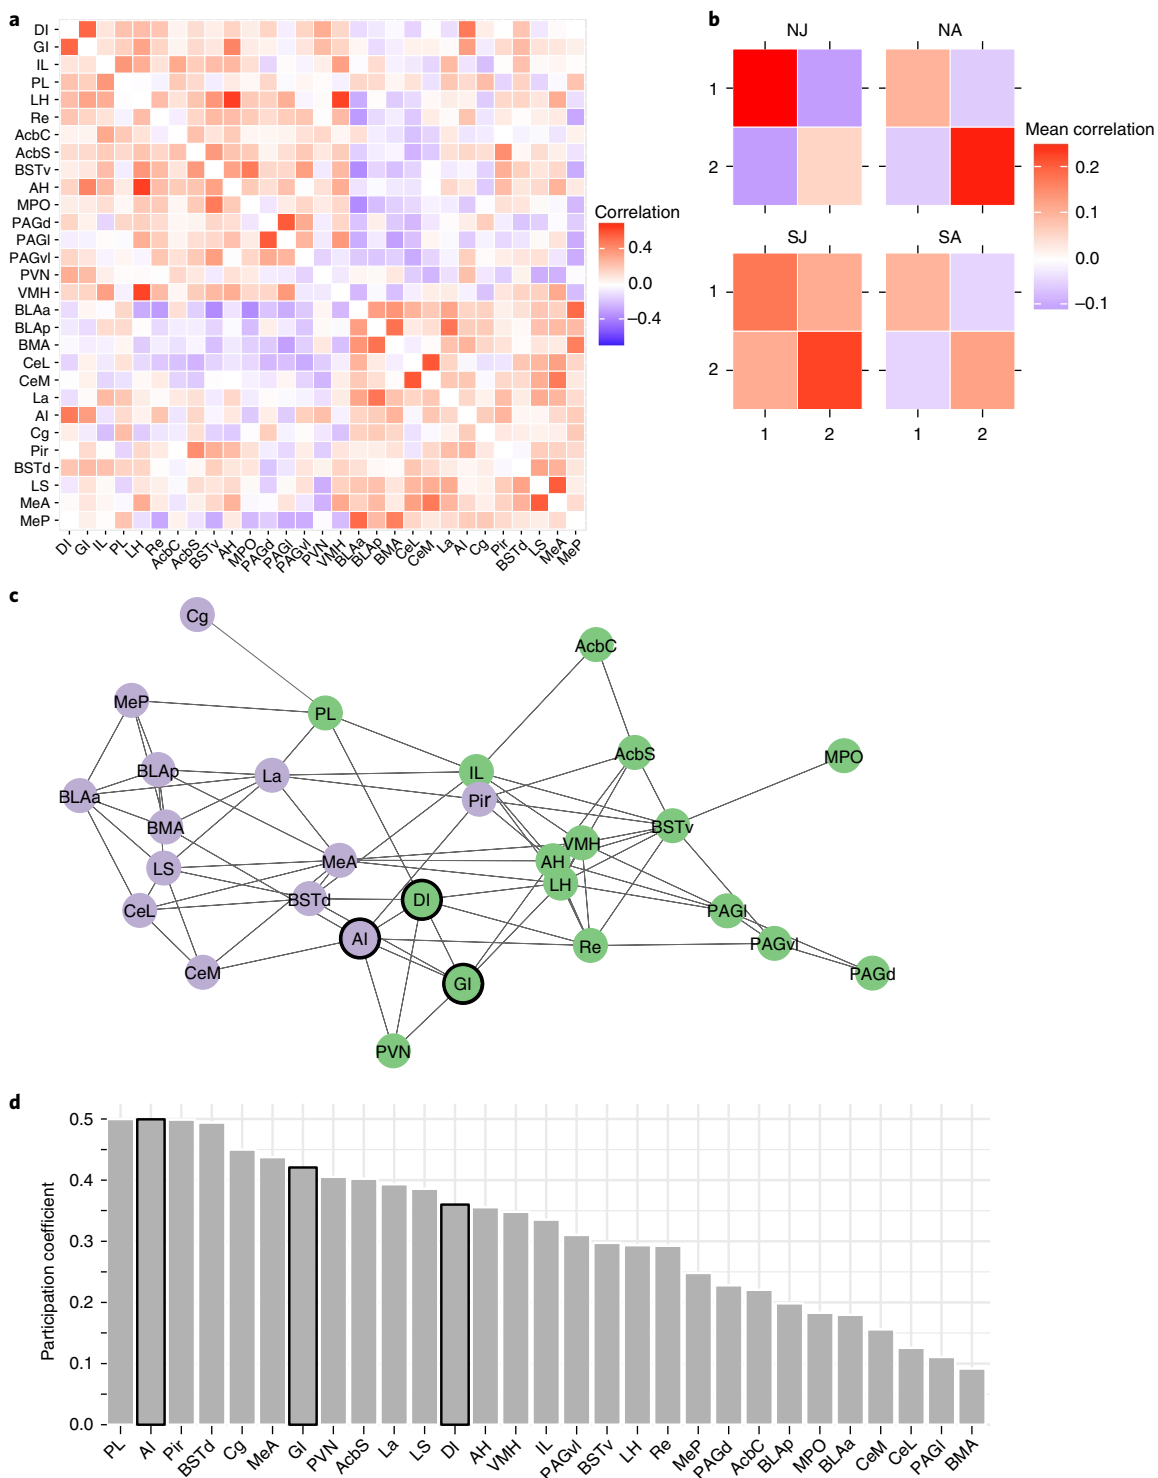 a
DI
GI
IL
PL
LH
Re
AcbC
AcbS
BSTv
AH
MPO
PAGd
PAGl
PAGvl
PVN
VMH
BLAa
BLAp
BMA
CeL
CeM
La
AI
Cg
Pir
BSTd
LS
MeA
MeP
DI GI IL PL LH Re AcbC AcbS BSTv AH MPO PAGd PAGl PAGvl PVN VMH BLAa BLAp BMA CeL CeM La AI Cg Pir BSTd LS MeA MeP
Correlation
0.4
0.0
–0.4
b
NJ NA
1
2
SJ SA
1
2
1 2 1 2
Mean correlation
0.2
0.1
0.0
–0.1
c
Cg
AcbC
MeP
PL
AcbS
MPO
BLAp
La
IL
BLAa
Pir
BMA
BSTv
VMH
LS
MeA
AH
LH
CeL
BSTd
DI
PAGl
AI
Re
PAGvl
CeM
GI
PAGd
PVN
d
Participation coefficient
0.5
0.4
0.3
0.2
0.1
0.0
PL AI Pir BSTd Cg MeA GI PVN AcbS La LS DI AH VMH IL PAGvl BSTv LH Re MeP PAGd AcbC BLAp MPO BLAa CeM CeL PAGl BMA